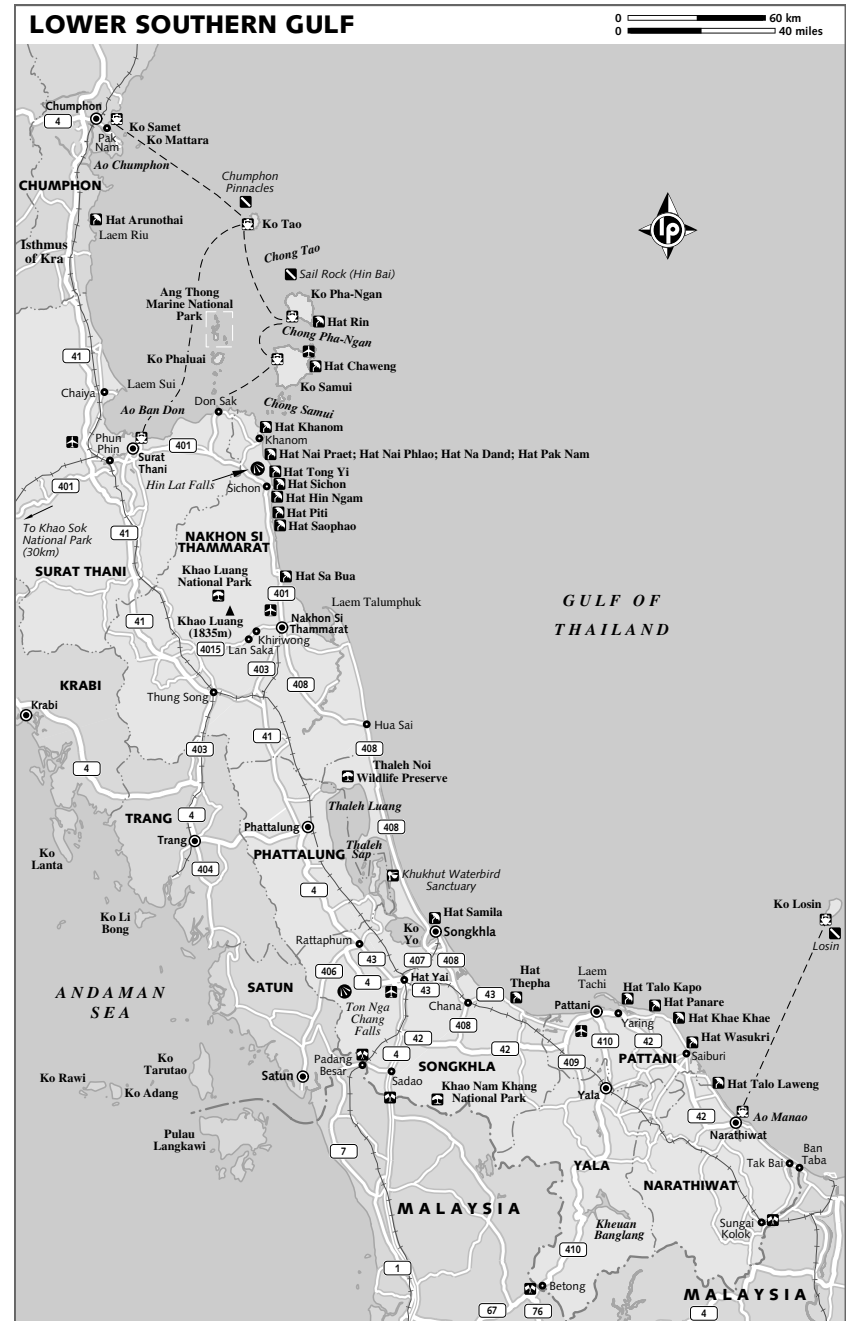 LOWER SOUTHERN GULF
0 60 km
0 40 miles
Chumphon
4
Ko Samet
Pak
Nam
Ko Mattara
Ao Chumphon
CHUMPHON
Chumphon
Pinnacles
Hat Arunothai
Laem Riu
Ko Tao
Isthmus
of Kra
Chong Tao
Sail Rock (Hin Bai)
lp
Ang Thong
Marine National
Park
Ko Pha-Ngan
Hat Rin
Chong Pha-Ngan
41
Ko Phaluai
Hat Chaweng
Ko Samui
Chaiya
Laem Sui
Don Sak
Chong Samui
Ao Ban Don
Hat Khanom
Khanom
Phun
Phin
Surat
Thani
401
Hat Nai Praet; Hat Nai Phlao; Hat Na Dand; Hat Pak Nam
Hat Tong Yi
401
Hin Lat Falls
Sichon
Hat Sichon
Hat Hin Ngam
Hat Piti
Hat Saophao
To Khao Sok
National Park
(30km)
41
NAKHON SI
THAMMARAT
SURAT THANI
Khao Luang
National Park
Hat Sa Bua
401
Laem Talumphuk
Khao Luang
(1835m)
Nakhon Si
Thammarat
41
Khiriwong
4015
Lan Saka
403
408
GULF OF
THAILAND
KRABI
Krabi
Thung Song
Hua Sai
403
41
408
4
Thaleh Noi
Wildlife Preserve
TRANG
4
Thaleh Luang
Phattalung
408
Trang
PHATTALUNG
Thaleh
Sap
Ko
Lanta
404
4
Khukhut Waterbird
Sanctuary
Ko Li
Bong
Hat Samila
Ko
Yo
Songkhla
Ko Losin
Losin
Rattaphum
43
407
408
406
4
Hat Yai
43
Hat
Thepha
Laem
Tachi
ANDAMAN
SEA
SATUN
Ton Nga
Chang
Falls
Chana
43
Pattani
Hat Talo Kapo
Hat Panare
Yaring
Hat Khae Khae
408
42
42
410
42
Hat Wasukri
PATTANI
Saiburi
Ko
Tarutao
Padang
Besar
4
SONGKHLA
409
Ko Rawi
Ko Adang
Satun
Sadao
Khao Nam Khang
National Park
Yala
Hat Talo Laweng
42
Ao Manao
Narathiwat
Pulau
Langkawi
7
Ban
Taba
Tak Bai
YALA
NARATHIWAT
MALAYSIA
Kheuan
Banglang
Sungai
Kolok
410
1
Betong
MALAYSIA
67
76
4